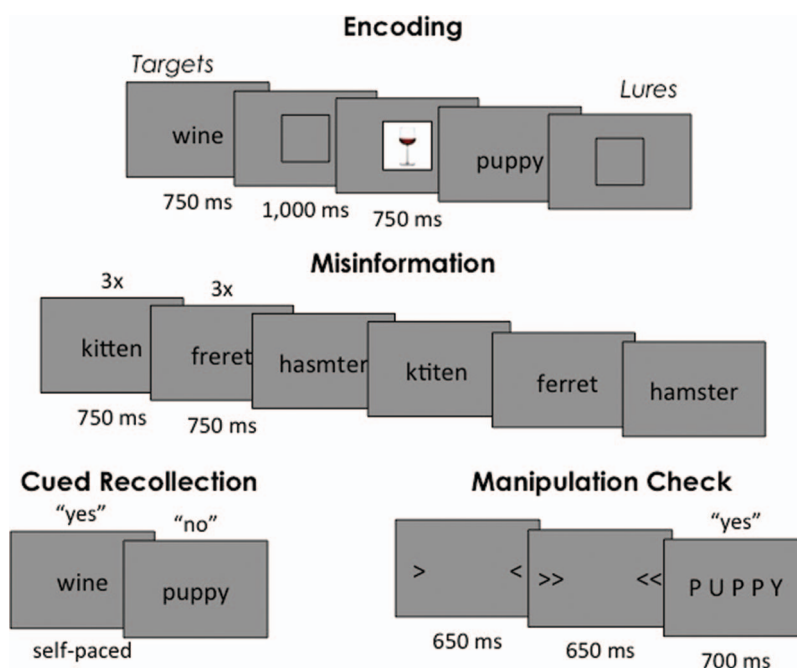 Encoding
Targets
Lures
wine
puppy
750 ms
1,000 ms
750 ms
Misinformation
3x
3x
kitten
freret
hasmter
ktiten
ferret
hamster
750 ms
750 ms
Cued Recollection
"yes"
"no"
wine
puppy
self-paced
Manipulation Check
"yes"
> <
>> <<
P U P P Y
650 ms
650 ms
700 ms